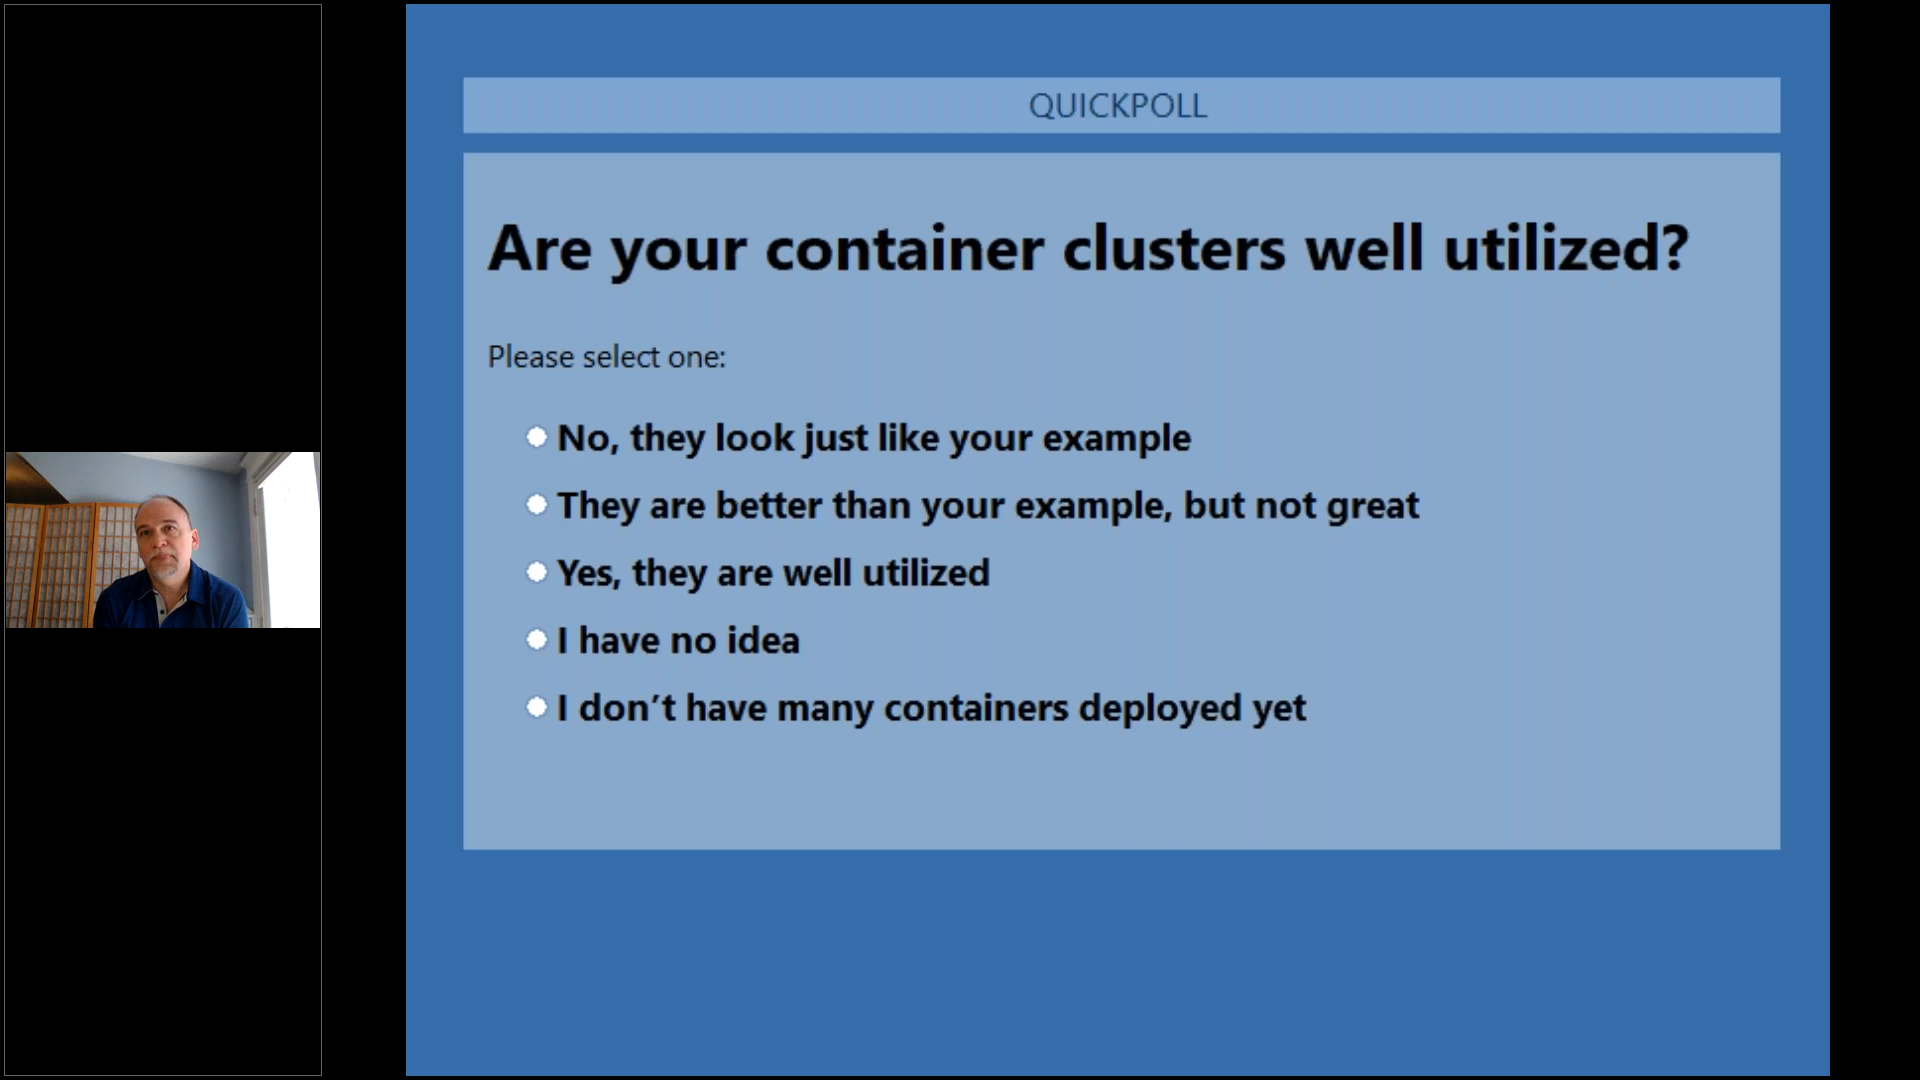 QUICKPOLL
Are your container clusters well utilized?
Please select one:
No, they look just like your example
They are better than your example, but not great
Yes, they are well utilized
I have no idea
I don’t have many containers deployed yet